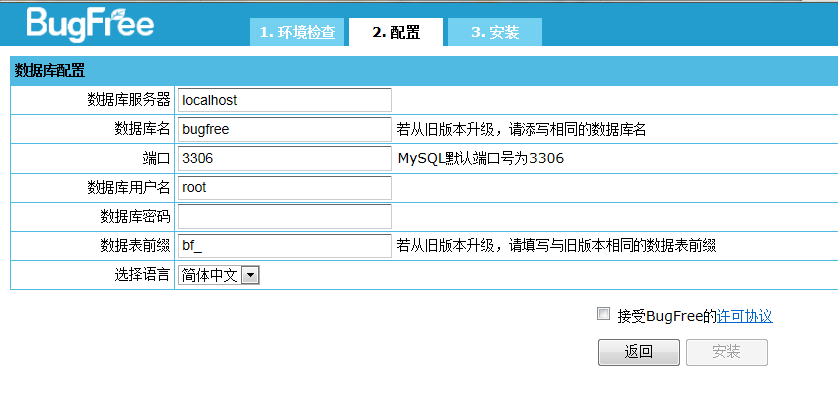 BugFree
1. 环境检查 2. 配置 3. 安装
数据库配置
数据库服务器 localhost
数据库名 bugfree 若从旧版本升级，请添写相同的数据库名
端口 3306 MySQL默认端口号为3306
数据库用户名 root
数据库密码
数据表前缀 bf_ 若从旧版本升级，请填写与旧版本相同的数据表前缀
选择语言 简体中文
接受BugFree的许可协议
返回 安装